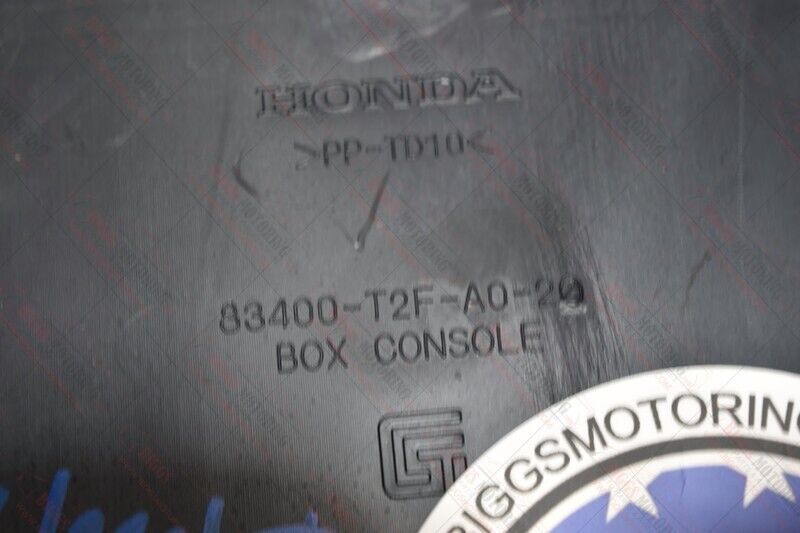 HONDA
>PP-TD10<
83400-T2F-A0-20
BOX CONSOLE
BIGGSMOTORING